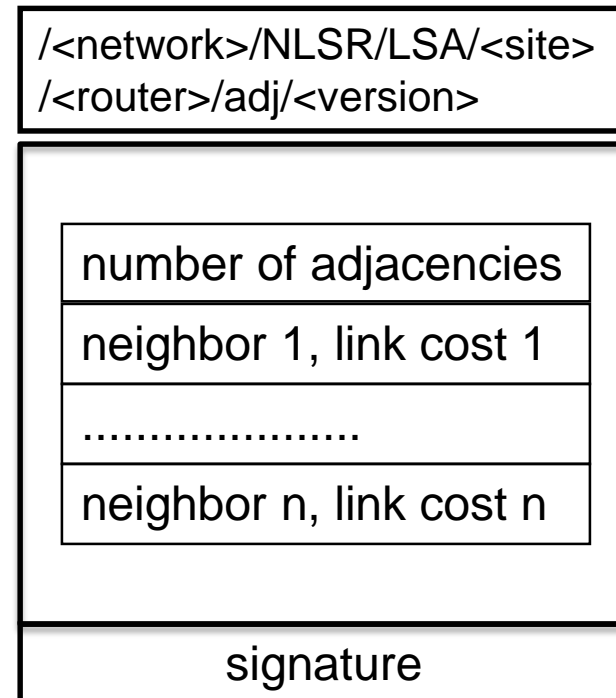 /<network>/NLSR/LSA/<site>
/<router>/adj/<version>
number of adjacencies
neighbor 1, link cost 1
.....................
neighbor n, link cost n
signature